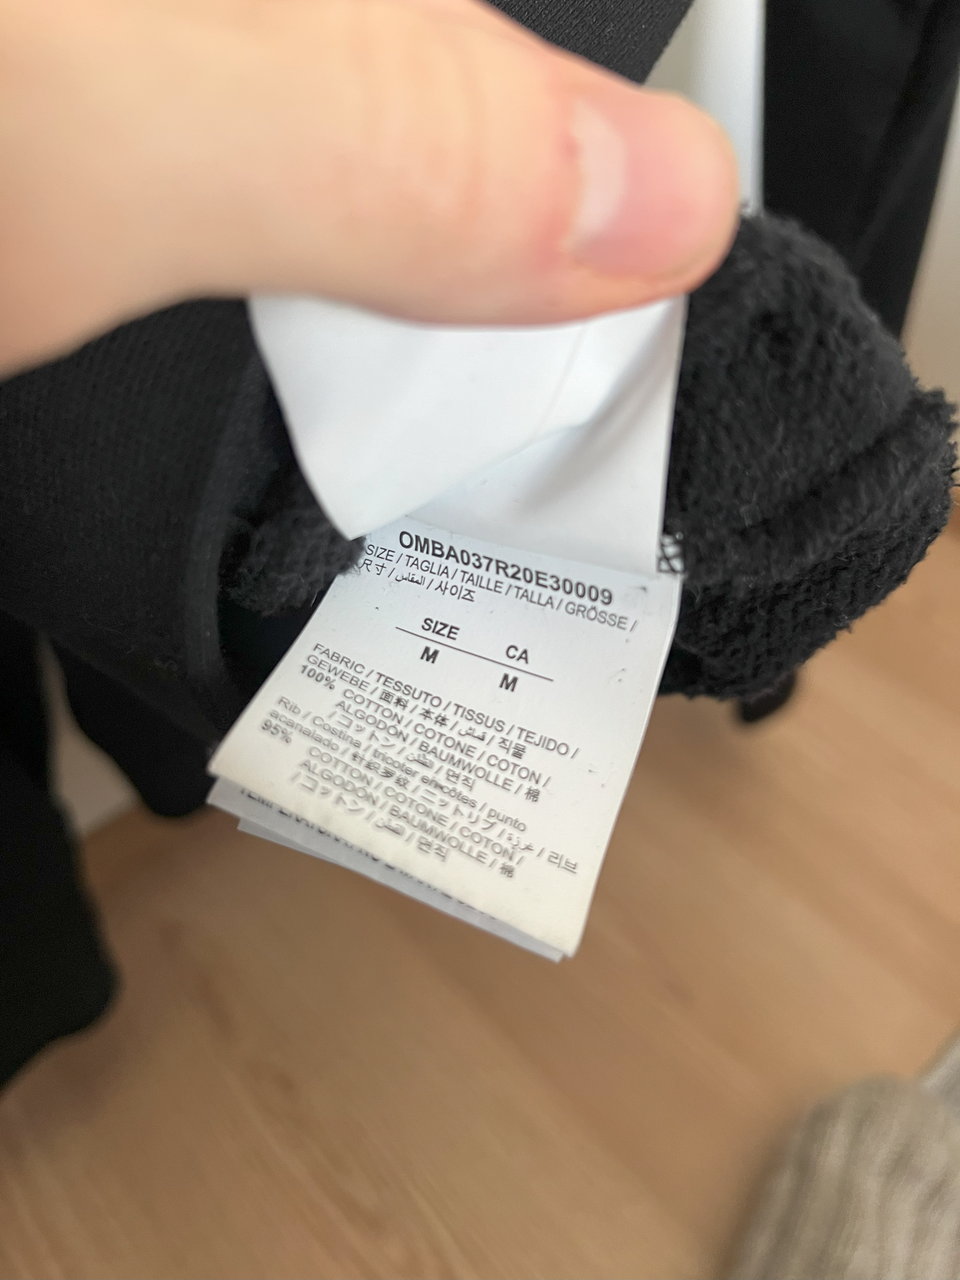 OMBA037R20E30009
SIZE / TAGLIA / TAILLE / TALLA / GRÖSSE /
尺寸 / المقاس / 사이즈
SIZE CA
M M
FABRIC / TESSUTO / TISSUS / TEJIDO /
GEWEBE / 面料 / 本体 / قماش / 직물
100% COTTON / COTONE / COTON /
ALGODÓN / BAUMWOLLE / 棉
/ コットン / قطن / 면직
Rib / Costina / tricoter en côtes / punto
acanalado / 针织罗纹 / ニットリブ / غرزة / 리브
95% COTTON / COTONE / COTON /
ALGODÓN / BAUMWOLLE / 棉
/ コットン / قطن / 면직